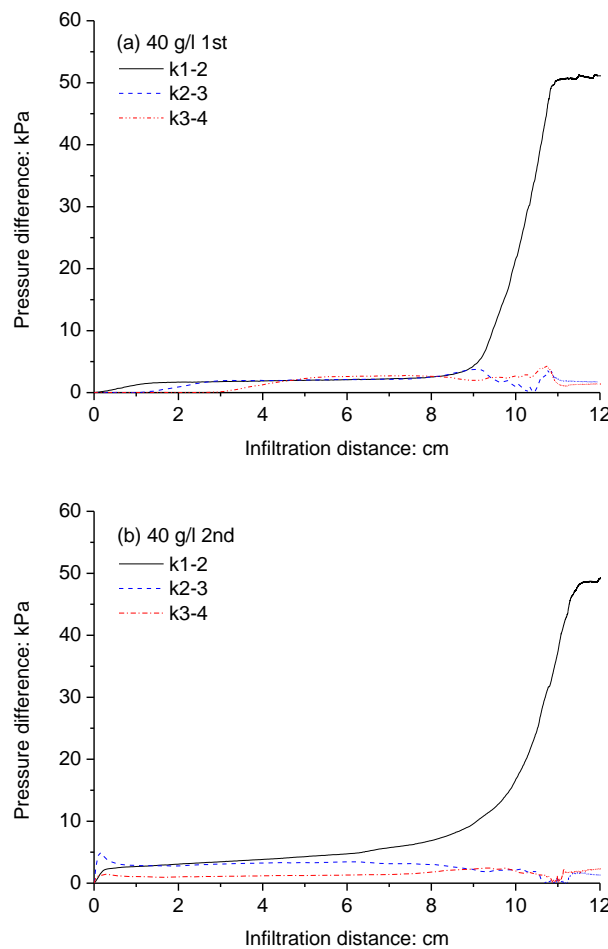 60
50
40
30
20
10
0
Pressure difference: kPa
(a) 40 g/l 1st
k1-2
k2-3
k3-4
0 2 4 6 8 10 12
Infiltration distance: cm
60
50
40
30
20
10
0
Pressure difference: kPa
(b) 40 g/l 2nd
k1-2
k2-3
k3-4
0 2 4 6 8 10 12
Infiltration distance: cm